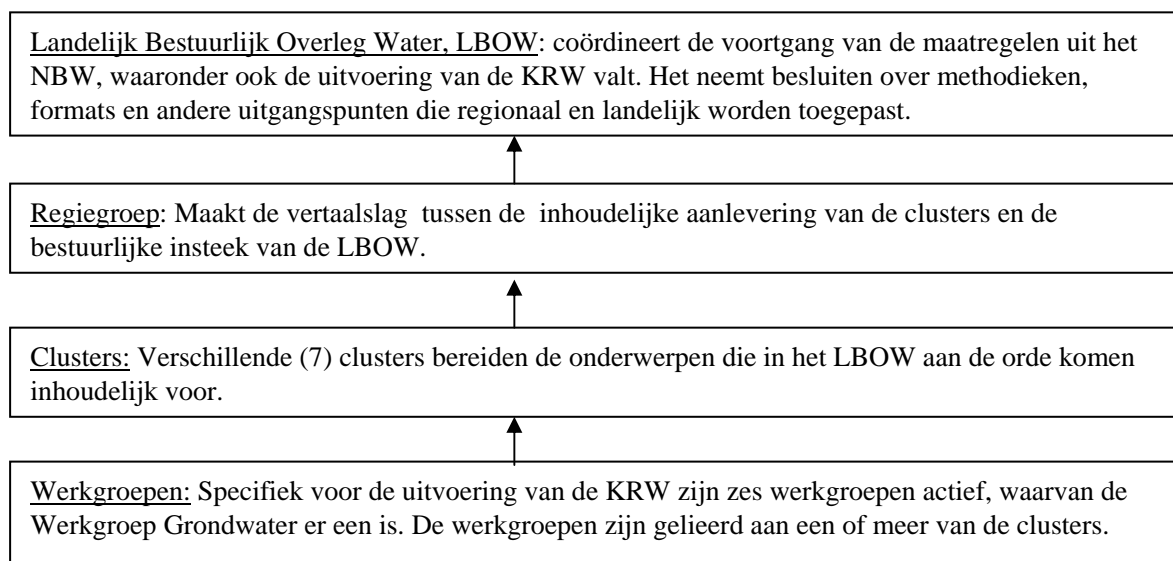 Landelijk Bestuurlijk Overleg Water, LBOW: coördineert de voortgang van de maatregelen uit het
NBW, waaronder ook de uitvoering van de KRW valt. Het neemt besluiten over methodieken,
formats en andere uitgangspunten die regionaal en landelijk worden toegepast.
Regiegroep: Maakt de vertaalslag tussen de inhoudelijke aanlevering van de clusters en de
bestuurlijke insteek van de LBOW.
Clusters: Verschillende (7) clusters bereiden de onderwerpen die in het LBOW aan de orde komen
inhoudelijk voor.
Werkgroepen: Specifiek voor de uitvoering van de KRW zijn zes werkgroepen actief, waarvan de
Werkgroep Grondwater er een is. De werkgroepen zijn gelieerd aan een of meer van de clusters.